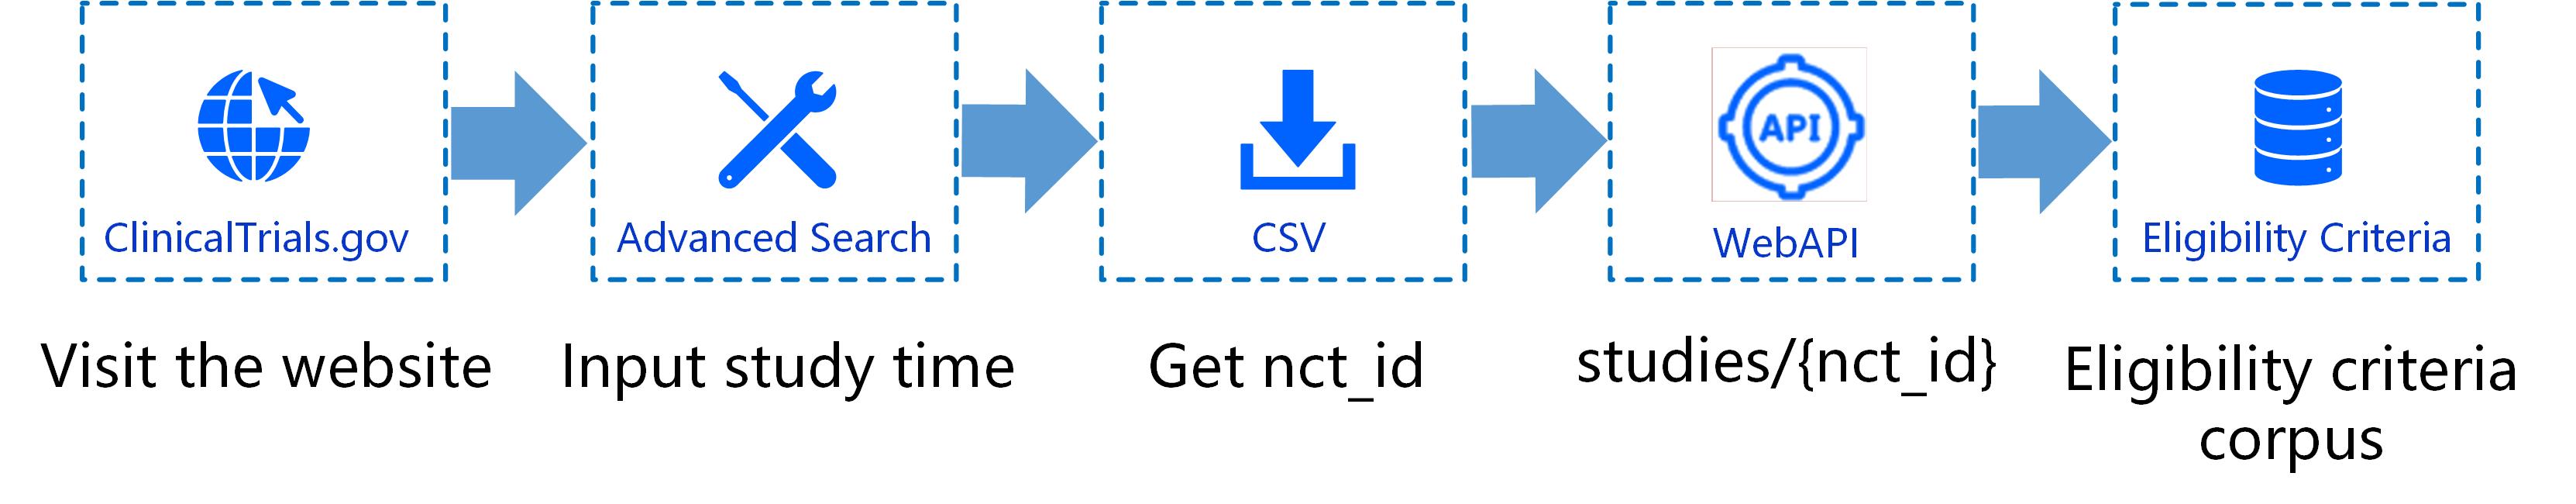 ClinicalTrials.gov
Advanced Search
CSV
API
WebAPI
Eligibility Criteria
Visit the website
Input study time
Get nct_id
studies/{nct_id}
Eligibility criteria
corpus